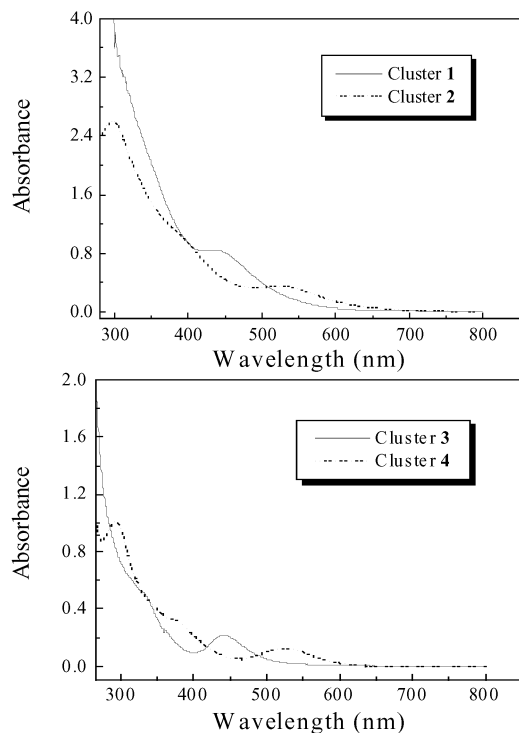 4.0
3.2
2.4
1.6
0.8
0.0
Absorbance
Cluster 1
Cluster 2
300 400 500 600 700 800
Wavelength (nm)
2.0
1.6
1.2
0.8
0.4
0.0
Absorbance
Cluster 3
Cluster 4
300 400 500 600 700 800
Wavelength (nm)